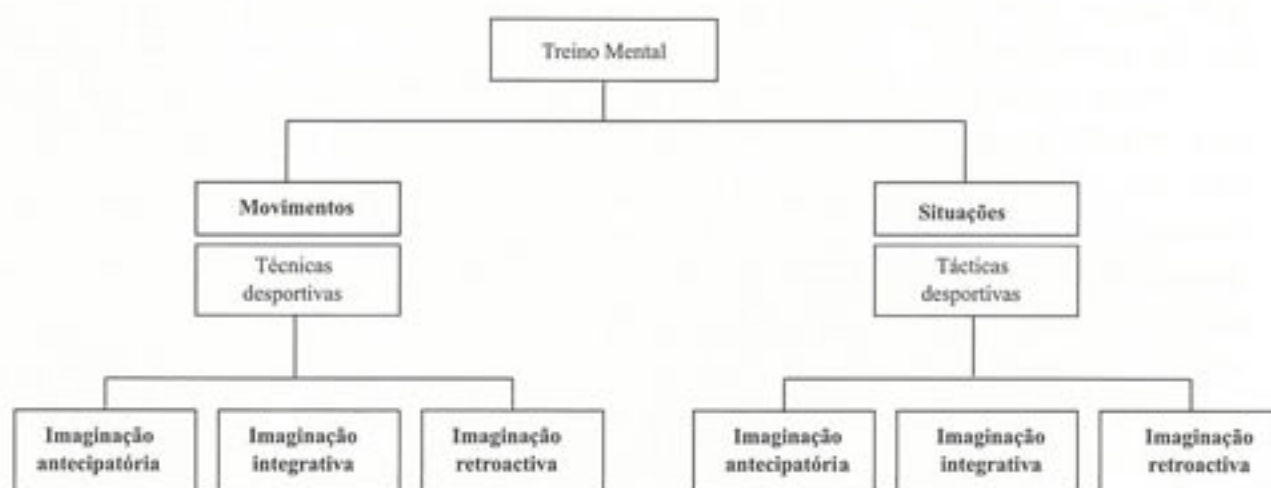 Treino Mental
Movimentos
Situações
Técnicas
desportivas
Tácticas
desportivas
Imaginação
antecipatória
Imaginação
integrativa
Imaginação
retroactiva
Imaginação
antecipatória
Imaginação
integrativa
Imaginação
retroactiva